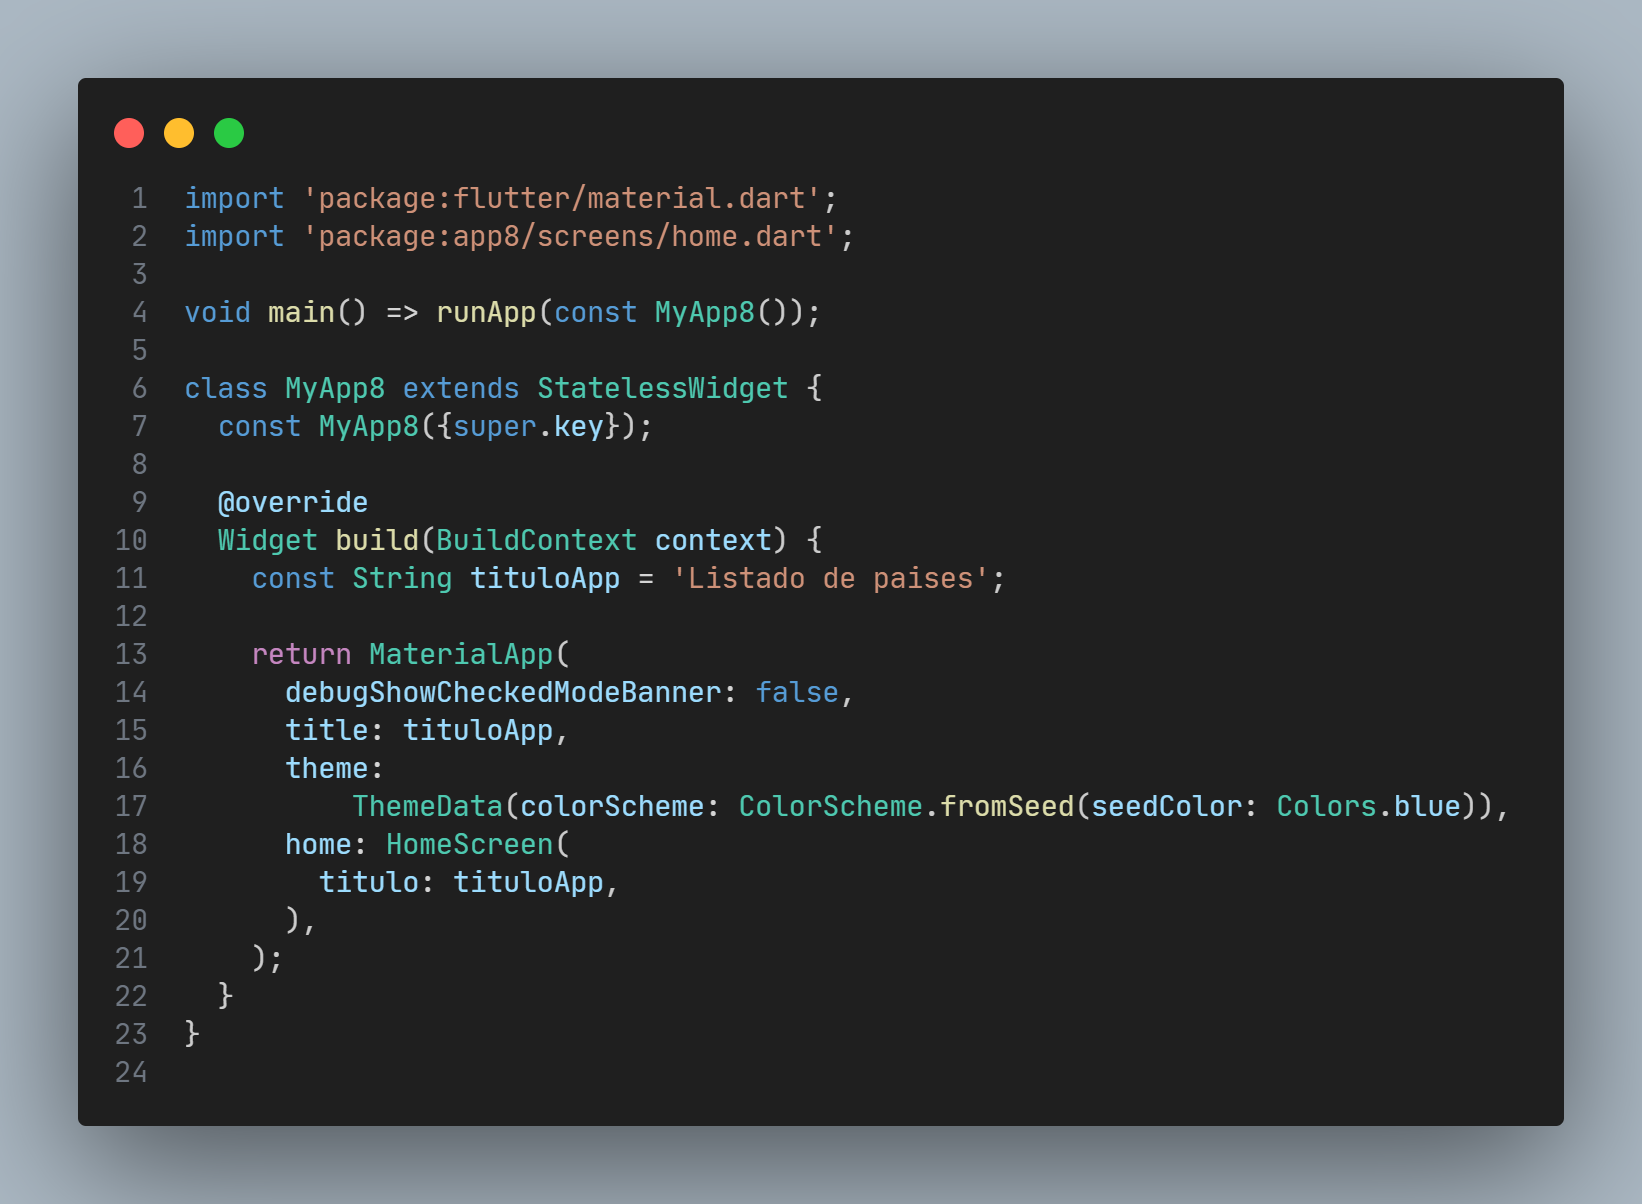 1 import 'package:flutter/material.dart';
2 import 'package:app8/screens/home.dart';
3
4 void main() => runApp(const MyApp8());
5
6 class MyApp8 extends StatelessWidget {
7   const MyApp8({super.key});
8
9   @override
10   Widget build(BuildContext context) {
11     const String tituloApp = 'Listado de paises';
12
13     return MaterialApp(
14       debugShowCheckedModeBanner: false,
15       title: tituloApp,
16       theme:
17           ThemeData(colorScheme: ColorScheme.fromSeed(seedColor: Colors.blue)),
18       home: HomeScreen(
19         titulo: tituloApp,
20       ),
21     );
22   }
23 }
24